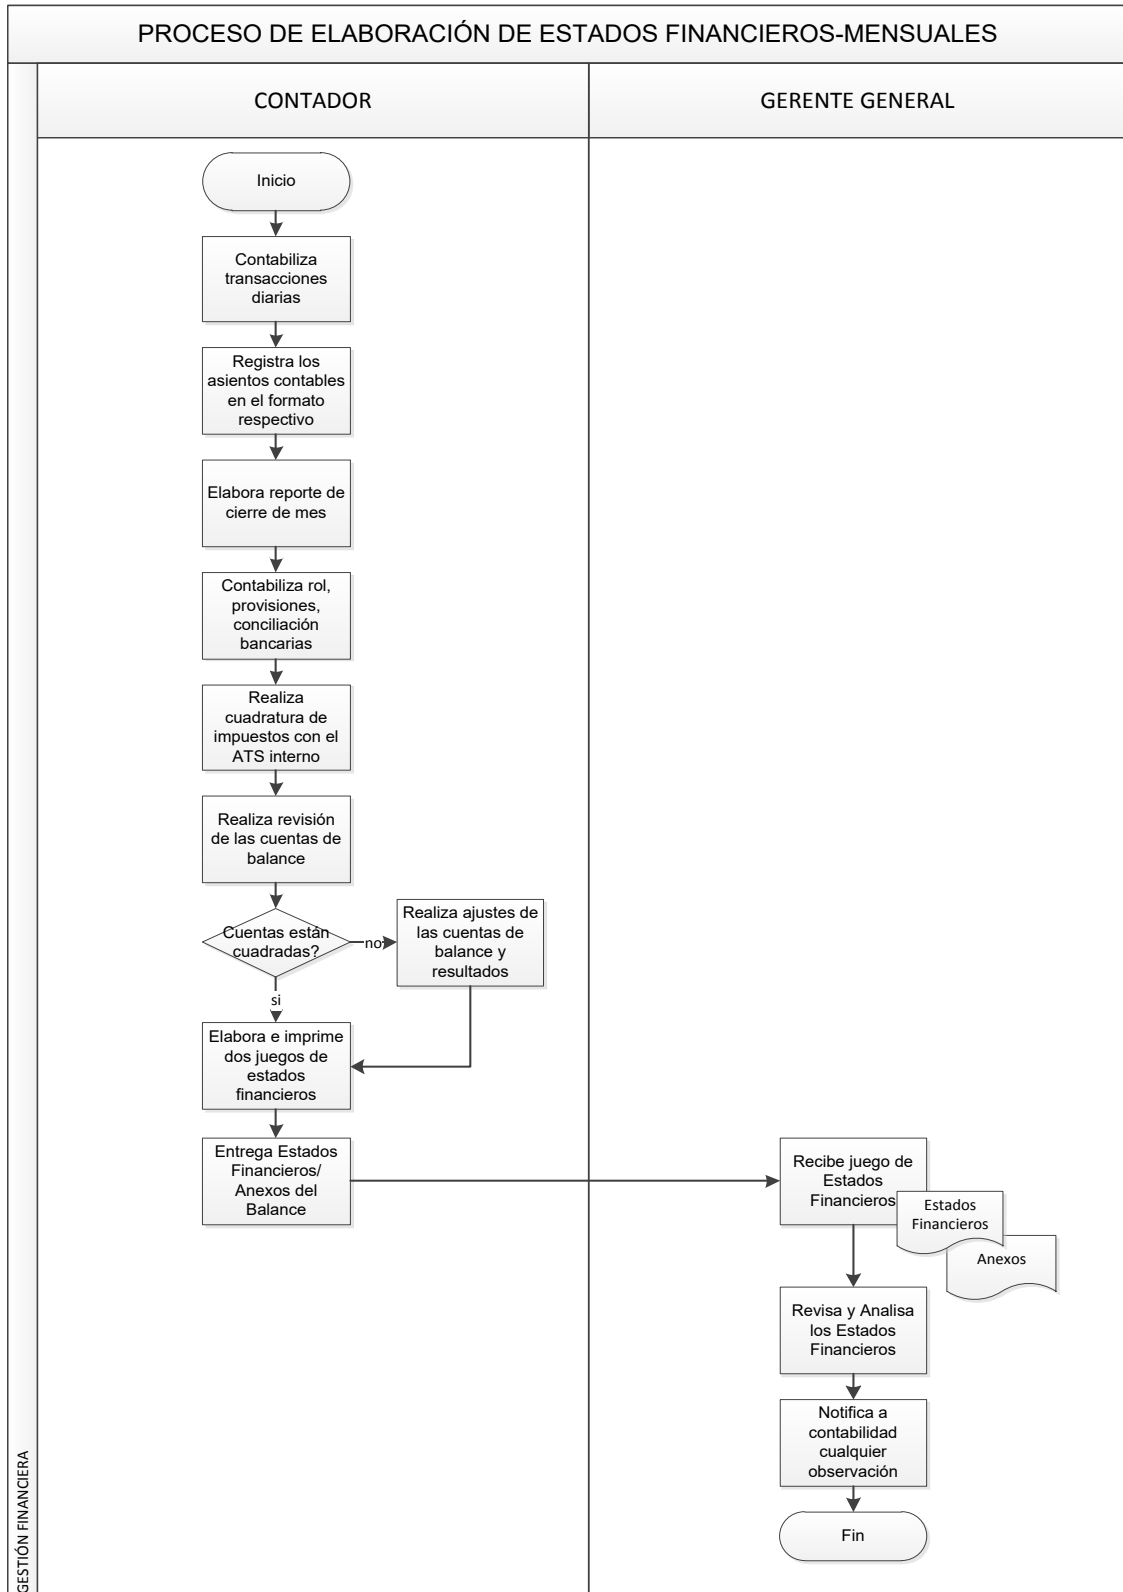 PROCESO DE ELABORACIÓN DE ESTADOS FINANCIEROS-MENSUALES
CONTADOR
GERENTE GENERAL
GESTIÓN FINANCIERA
Inicio
Contabiliza
transacciones
diarias
Registra los
asientos contables
en el formato
respectivo
Elabora reporte de
cierre de mes
Contabiliza rol,
provisiones,
conciliación
bancarias
Realiza
cuadratura de
impuestos con el
ATS interno
Realiza revisión
de las cuentas de
balance
Cuentas están
cuadradas?
no
Realiza ajustes de
las cuentas de
balance y
resultados
si
Elabora e imprime
dos juegos de
estados
financieros
Entrega Estados
Financieros/
Anexos del
Balance
Recibe juego de
Estados
Financieros
Estados
Financieros
Anexos
Revisa y Analisa
los Estados
Financieros
Notifica a
contabilidad
cualquier
observación
Fin